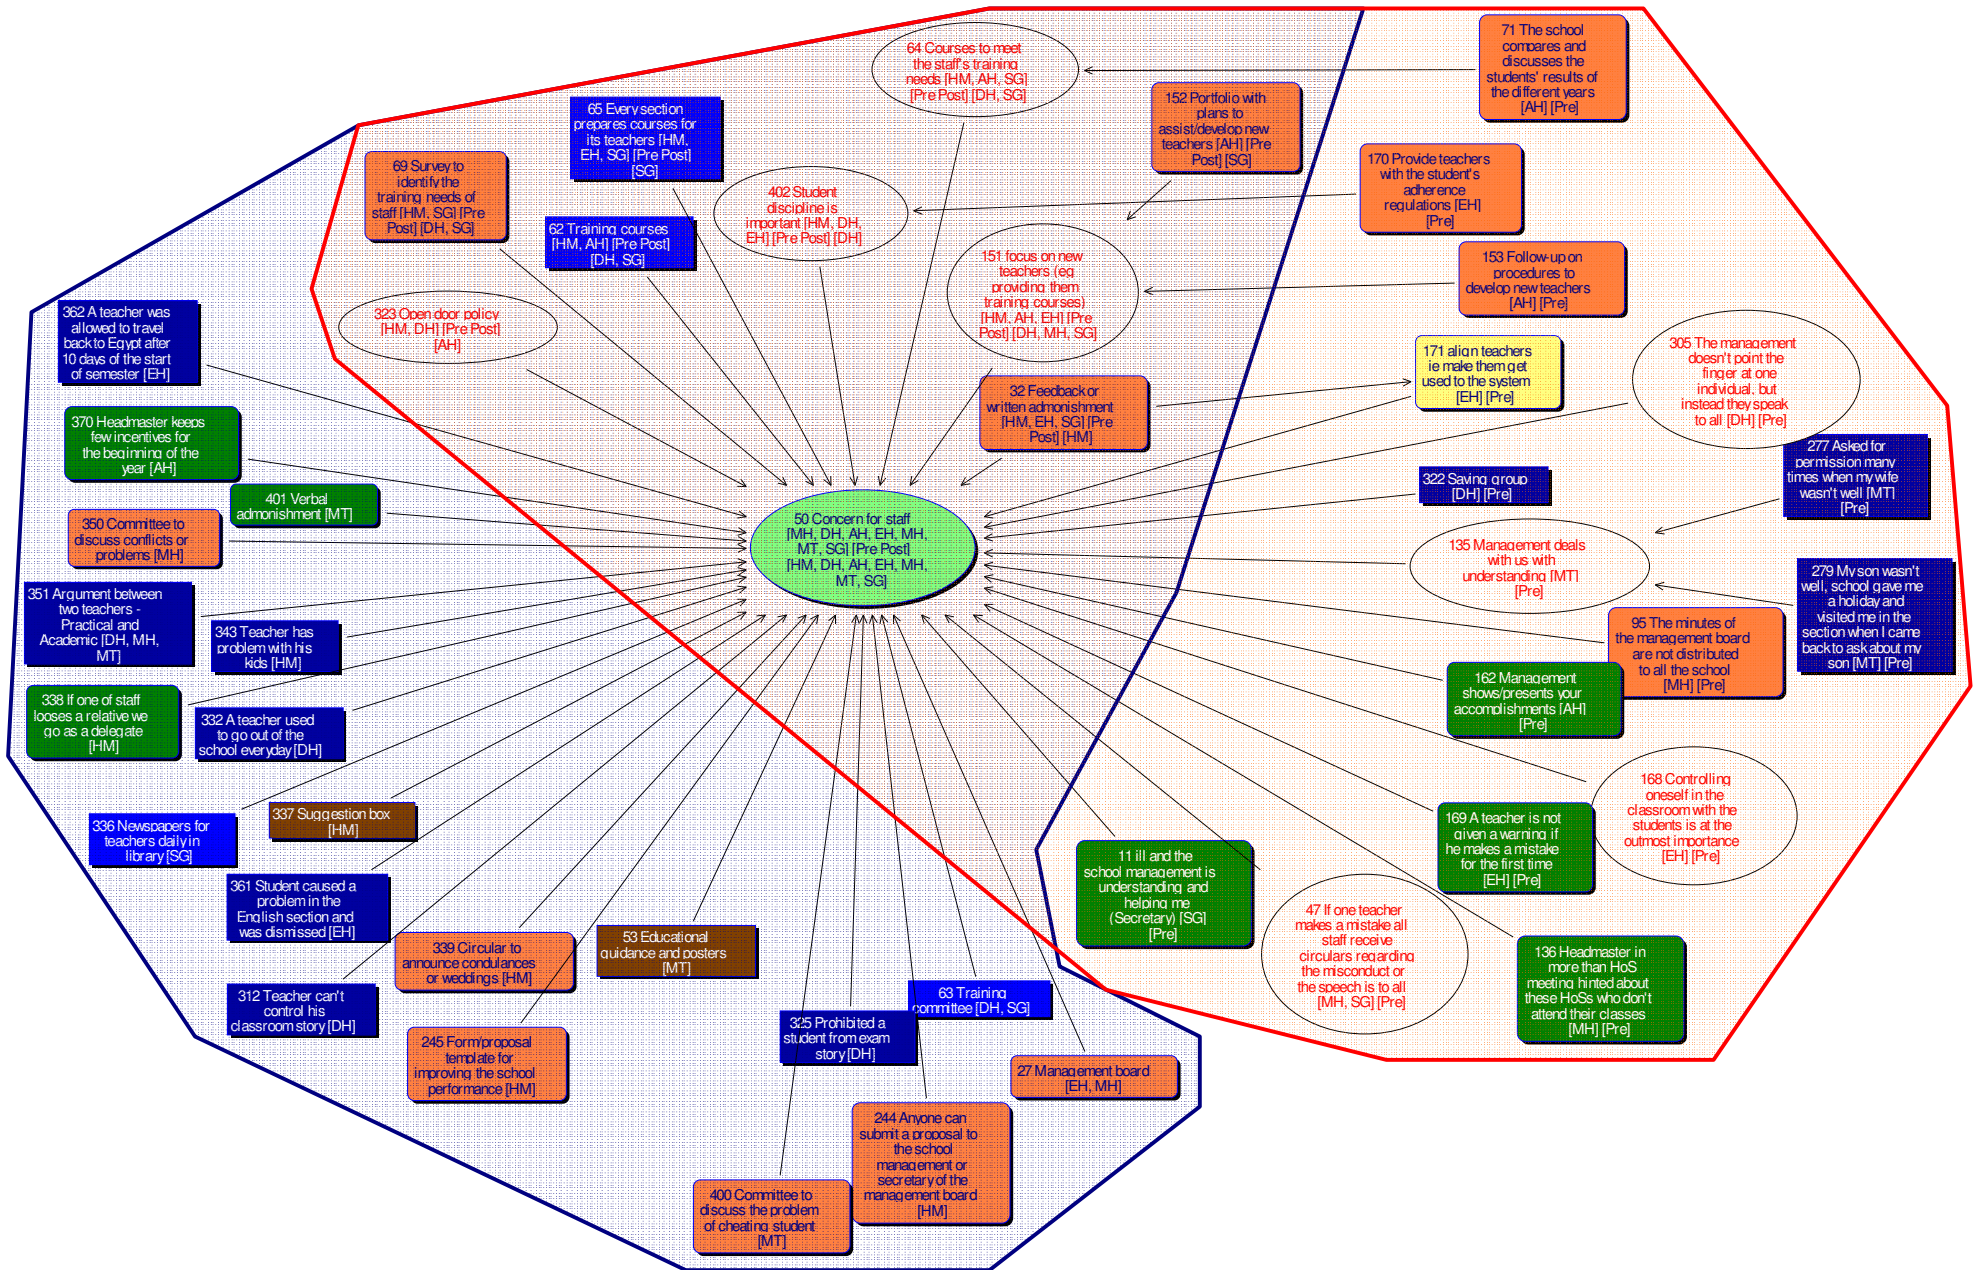 64 Courses to meet
the staff's training
needs [HM, AH, SG]
[Pre Post] [DH, SG]
71 The school
compares and
discusses the
students' results of
the different years
[AH] [Pre]
65 Every section
prepares courses for
its teachers [HM,
EH, SG] [Pre Post]
[SG]
152 Portfolio with
plans to
assist/develop new
teachers [AH] [Pre
Post] [SG]
69 Survey to
identify the
training needs of
staff [HM, SG] [Pre
Post] [DH, SG]
402 Student
discipline is
important [HM, DH,
EH] [Pre Post] [DH]
170 Provide teachers
with the student's
adherence
regulations [EH]
[Pre]
62 Training courses
[HM, AH] [Pre Post]
[DH, SG]
151 focus on new
teachers (eg
providing them
training courses)
[HM, AH, EH] [Pre
Post] [DH, MH, SG]
153 Follow-up on
procedures to
develop new teachers
[AH] [Pre]
323 Open door policy
[HM, DH] [Pre Post]
[AH]
362 A teacher was
allowed to travel
back to Egypt after
10 days of the start
of semester [EH]
171 align teachers
ie make them get
used to the system
[EH] [Pre]
305 The management
doesn't point the
finger at one
individual, but
instead they speak
to all [DH] [Pre]
32 Feedback or
written admonishment
[HM, EH, SG] [Pre
Post] [HM]
370 Headmaster keeps
few incentives for
the beginning of the
year [AH]
277 Asked for
permission many
times when my wife
wasn't well [MT]
[Pre]
322 Saving group
[DH] [Pre]
401 Verbal
admonishment [MT]
350 Committee to
discuss conflicts or
problems [MH]
50 Concern for staff
[MH, DH, AH, EH, MH,
MT, SG] [Pre Post]
[HM, DH, AH, EH, MH,
MT, SG]
135 Management deals
with us with
understanding [MT]
[Pre]
279 My son wasn't
well, school gave me
a holiday and
visited me in the
section when I came
back to ask about my
son [MT] [Pre]
351 Argument between
two teachers -
Practical and
Academic [DH, MH,
MT]
343 Teacher has
problem with his
kids [HM]
95 The minutes of
the management board
are not distributed
to all the school
[MH] [Pre]
162 Management
shows/presents your
accomplishments [AH]
[Pre]
338 If one of staff
looses a relative we
go as a delegate
[HM]
332 A teacher used
to go out of the
school everyday [DH]
168 Controlling
oneself in the
classroom with the
students is at the
outmost importance
[EH] [Pre]
337 Suggestion box
[HM]
336 Newspapers for
teachers daily in
library [SG]
169 A teacher is not
given a warning if
he makes a mistake
for the first time
[EH] [Pre]
11 ill and the
school management is
understanding and
helping me
(Secretary) [SG]
[Pre]
361 Student caused a
problem in the
English section and
was dismissed [EH]
47 If one teacher
makes a mistake all
staff receive
circulars regarding
the misconduct or
the speech is to all
[MH, SG] [Pre]
339 Circular to
announce condulances
or weddings [HM]
53 Educational
guidance and posters
[MT]
136 Headmaster in
more than HoS
meeting hinted about
these HoSs who don't
attend their classes
[MH] [Pre]
312 Teacher can't
control his
classroom story [DH]
63 Training
committee [DH, SG]
325 Prohibited a
student from exam
story [DH]
245 Form/proposal
template for
improving the school
performance [HM]
27 Management board
[EH, MH]
244 Anyone can
submit a proposal to
the school
management or
secretary of the
management board
[HM]
400 Committee to
discuss the problem
of cheating student
[MT]